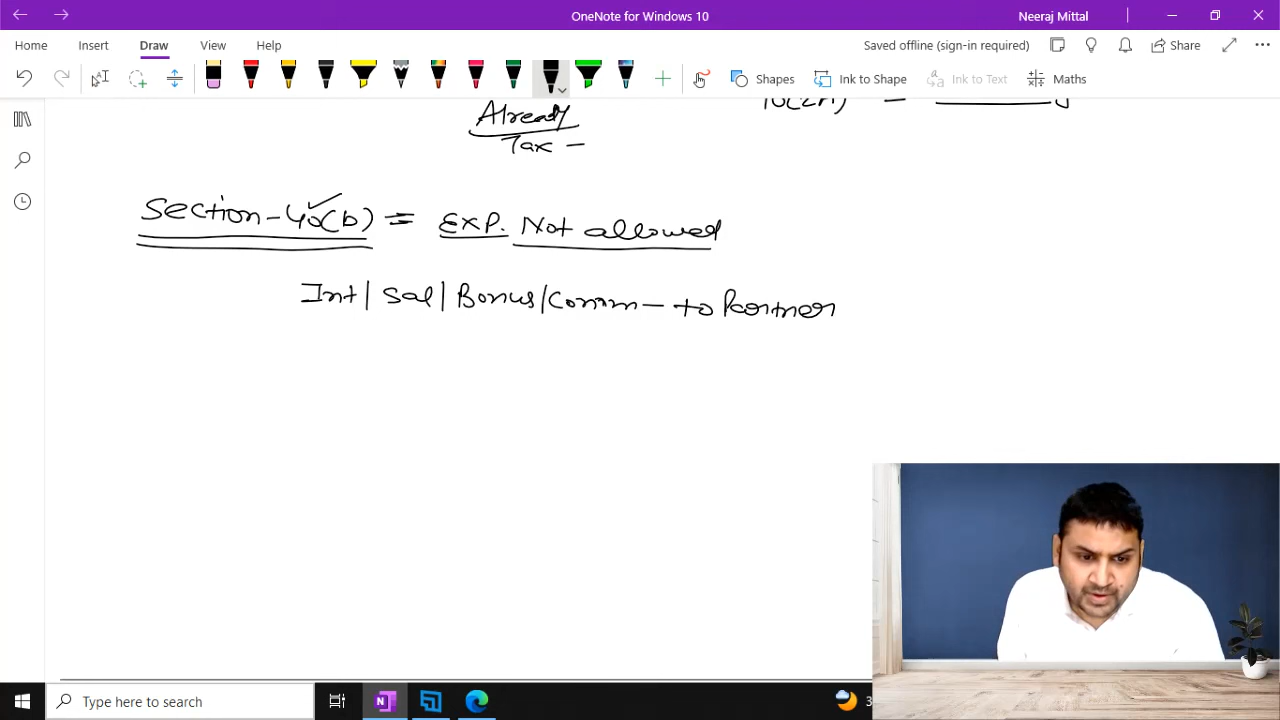 OneNote for Windows 10
Neeraj Mittal
Home Insert Draw View Help
Saved offline (sign-in required)
Share
Shapes
Ink to Shape
Ink to Text
Maths
Already
Tax -
Section-40(b) = Exp. Not allowed
Int | Sal | Bonus/Comm - to Partner
Type here to search
N
3